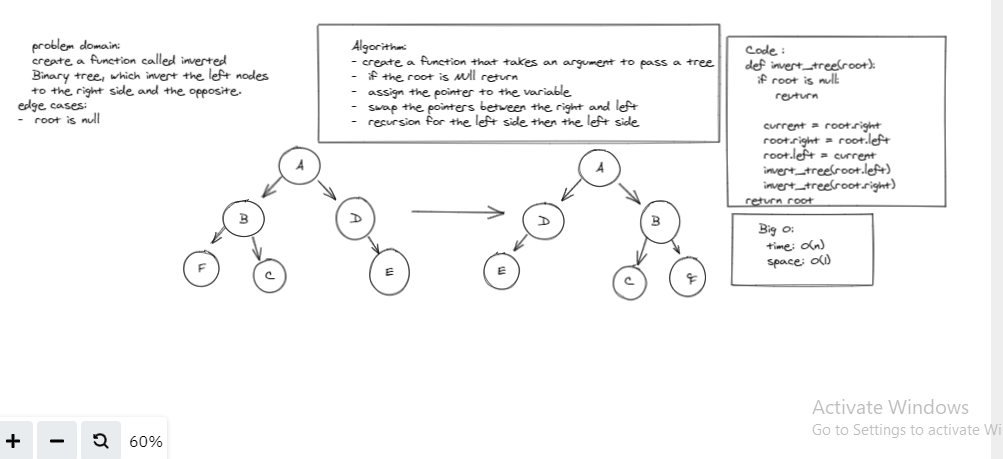 problem domain:
create a function called inverted
Binary tree, which invert the left nodes
to the right side and the opposite.
edge cases:
- root is null
Algorithm:
- create a function that takes an argument to pass a tree
- if the root is Null return
- assign the pointer to the variable
- swap the pointers between the right and left
- recursion for the left side then the left side
Code :
def invert_tree(root):
if root is null:
reuturn
current = root.right
root.right = root.left
root.left = current
invert_tree(root.left)
invert_tree(root.right)
return root
Big o:
time: o(n)
space: o(1)
A
B
D
F
C
E
A
D
B
E
C
F
Activate Windows
Go to Settings to activate Wi
60%